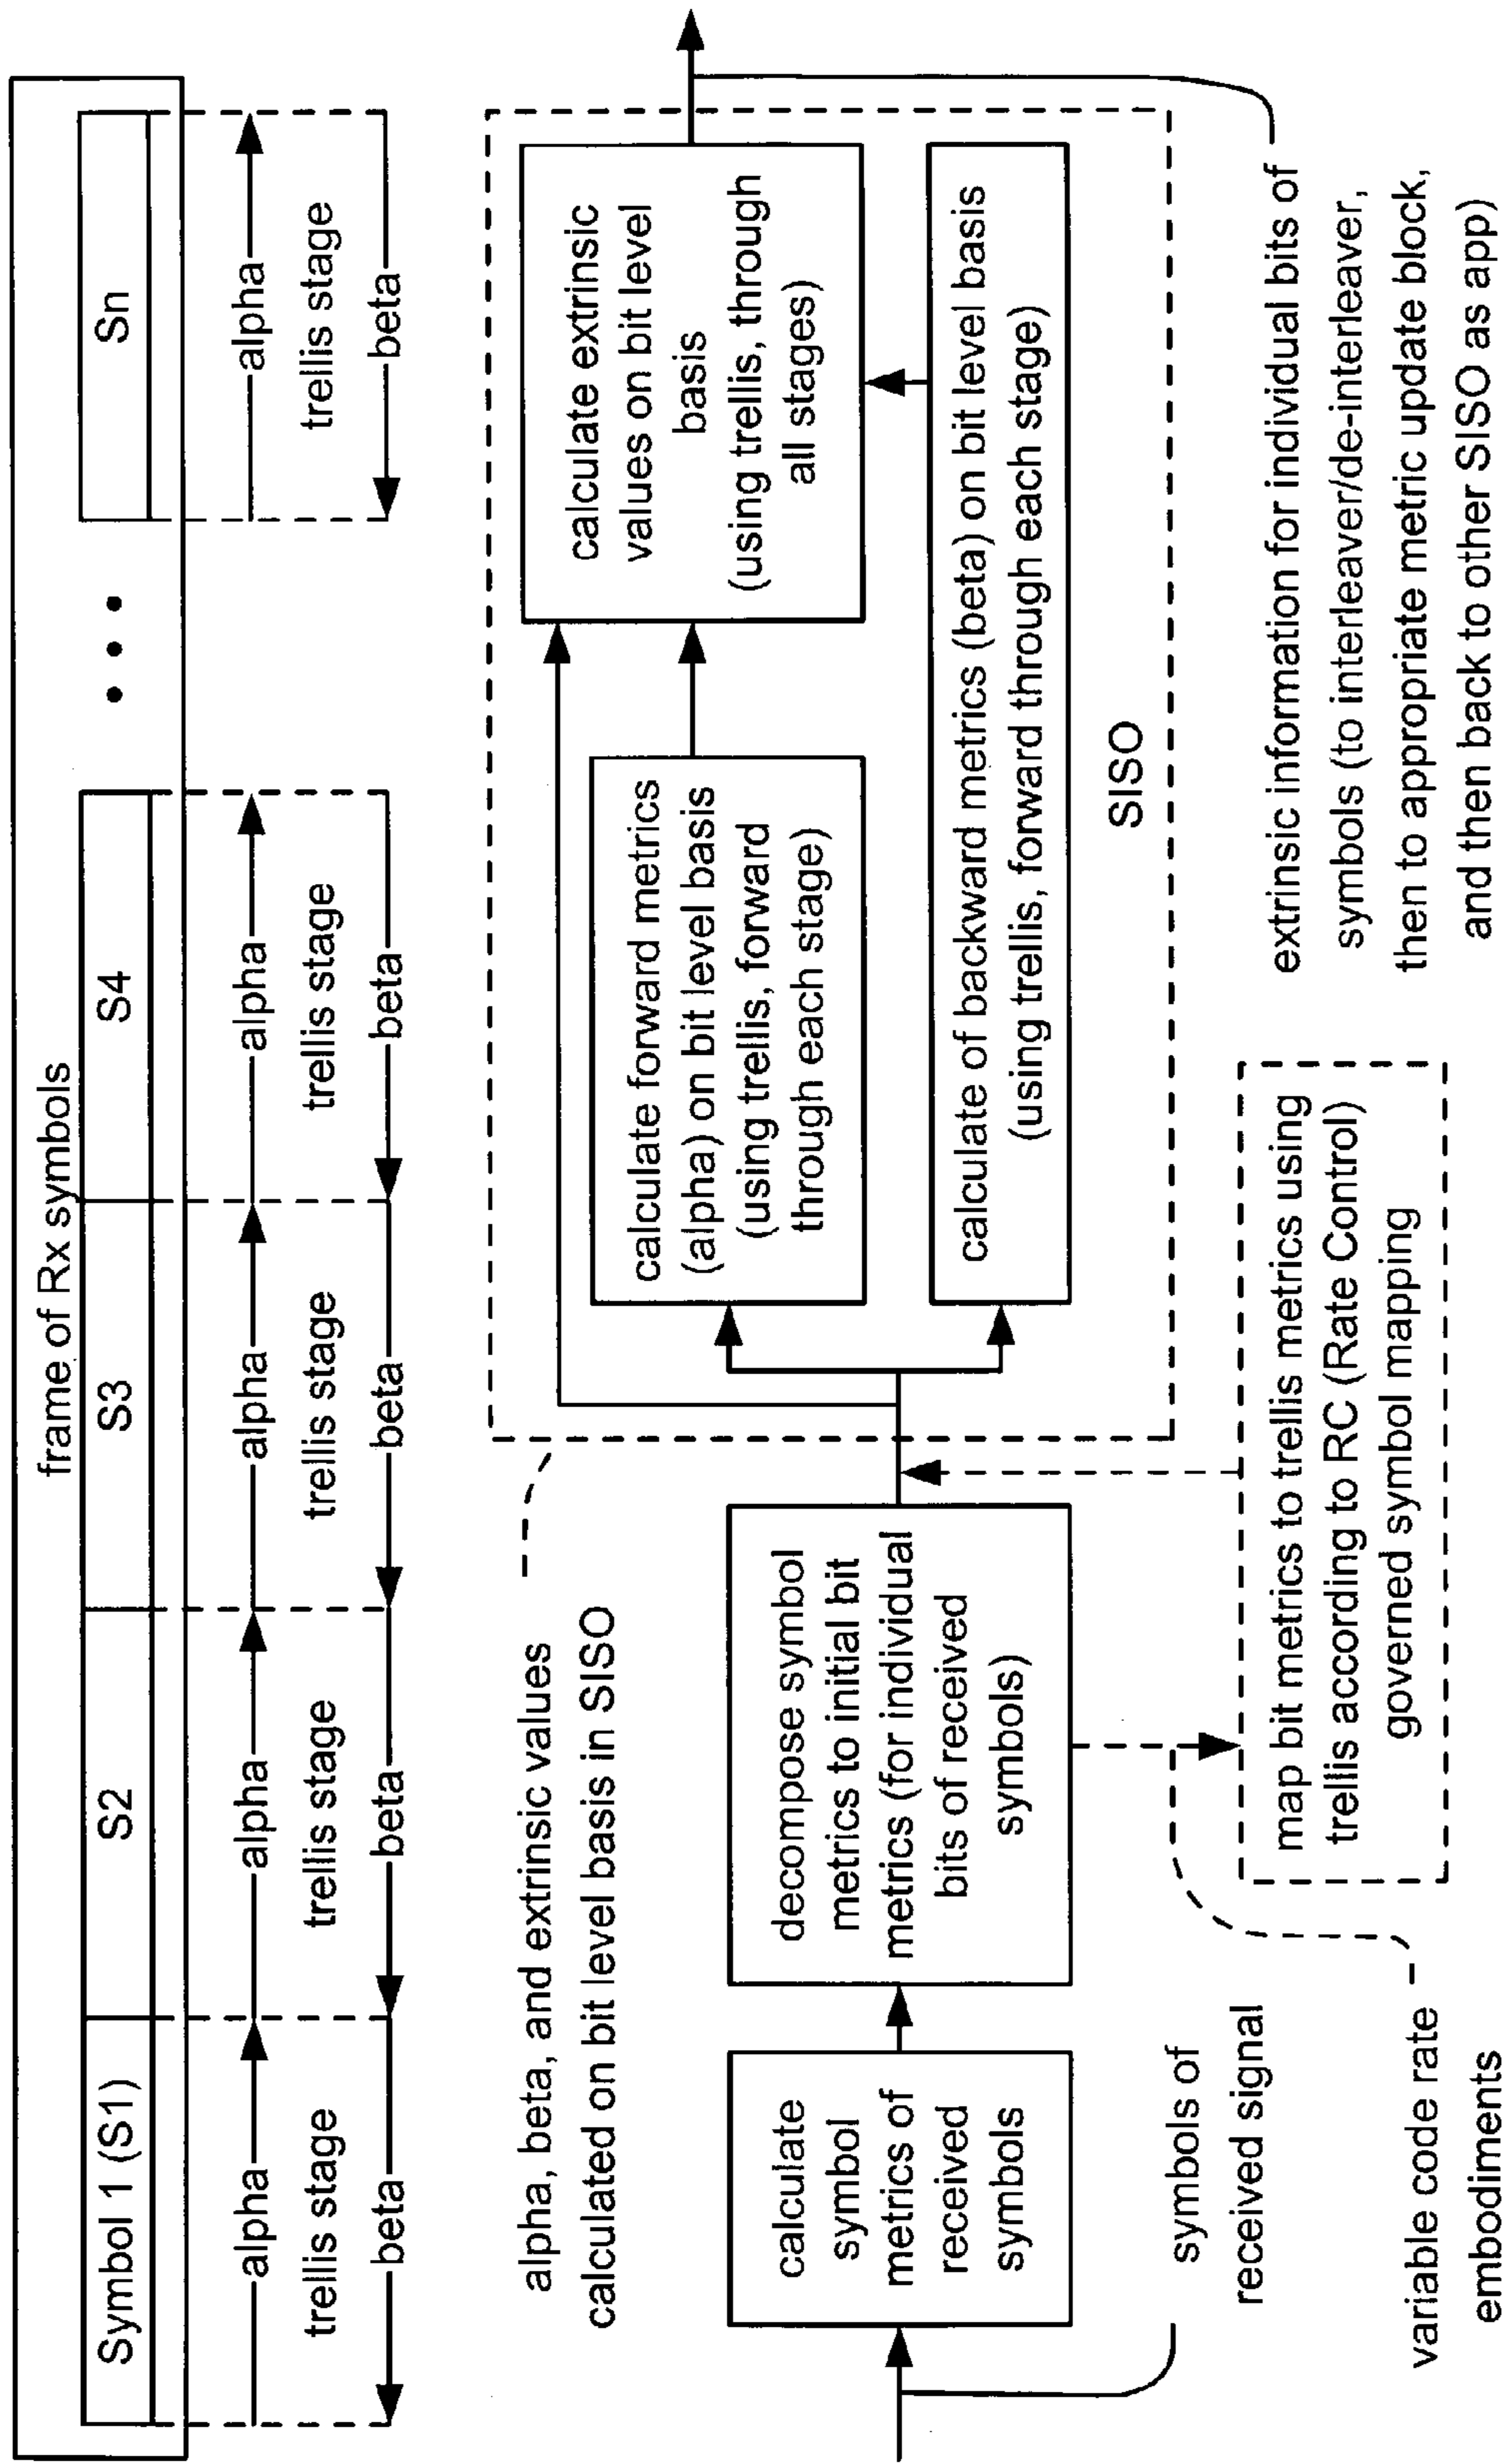 frame of Rx symbols
Symbol 1 (S1)
S2
S3
S4
Sn
alpha
alpha
alpha
alpha
alpha
trellis stage
trellis stage
trellis stage
trellis stage
trellis stage
beta
beta
beta
beta
beta
alpha, beta, and extrinsic values
calculated on bit level basis in SISO
calculate
symbol
metrics of
received
symbols
decompose symbol
metrics to initial bit
metrics (for individual
bits of received
symbols)
calculate forward metrics
(alpha) on bit level basis
(using trellis, forward
through each stage)
calculate extrinsic
values on bit level
basis
(using trellis, through
all stages)
calculate of backward metrics (beta) on bit level basis
(using trellis, forward through each stage)
SISO
symbols of
received signal
variable code rate
embodiments
map bit metrics to trellis metrics using
trellis according to RC (Rate Control)
governed symbol mapping
extrinsic information for individual bits of
symbols (to interleaver/de-interleaver,
then to appropriate metric update block,
and then back to other SISO as app)